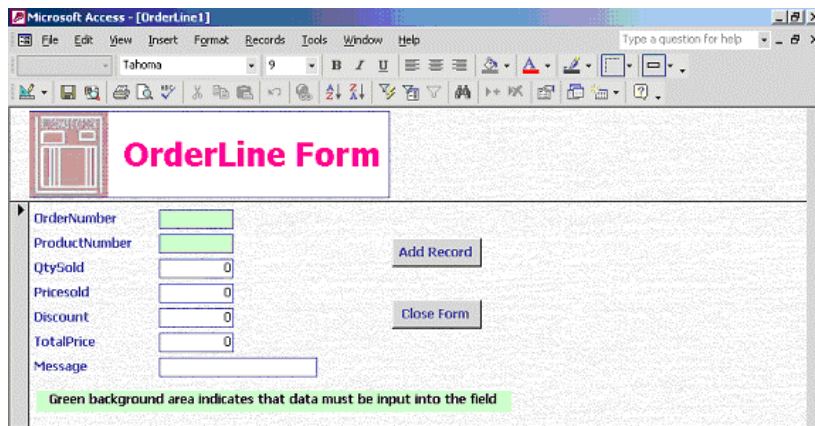 Microsoft Access - [OrderLine1]
File Edit View Insert Format Records Tools Window Help Type a question for help
Tahoma 9 B I U A
OrderLine Form
OrderNumber
ProductNumber
Add Record
QtySold 0
Pricesold 0
Close Form
Discount 0
TotalPrice 0
Message
Green background area indicates that data must be input into the field